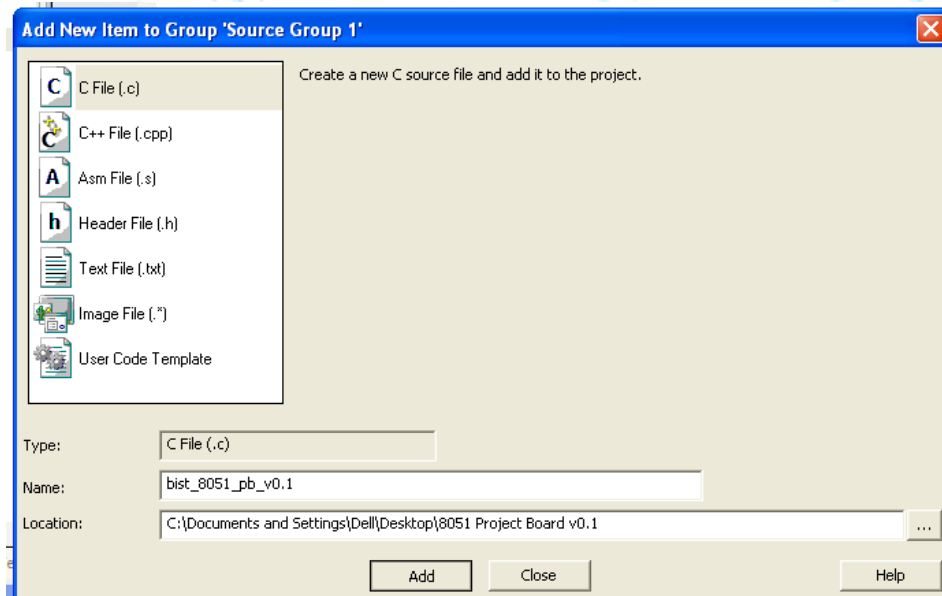 Add New Item to Group 'Source Group 1'
C File (.c)
Create a new C source file and add it to the project.
C++ File (.cpp)
Asm File (.s)
Header File (.h)
Text File (.txt)
Image File (.*)
User Code Template
Type:
C File (.c)
Name:
bist_8051_pb_v0.1
Location:
C:\Documents and Settings\Dell\Desktop\8051 Project Board v0.1
...
Add
Close
Help